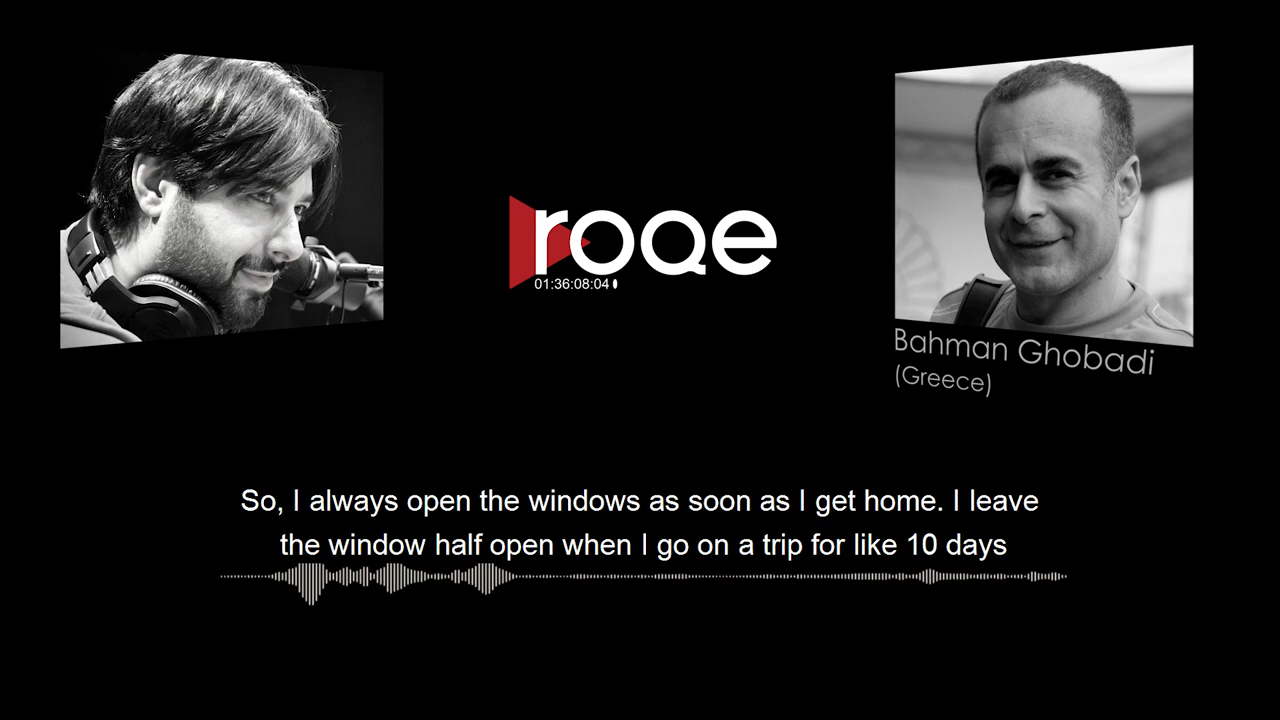 roqe
01:36:08:04
Bahman Ghobadi
(Greece)
So, I always open the windows as soon as I get home. I leave
the window half open when I go on a trip for like 10 days